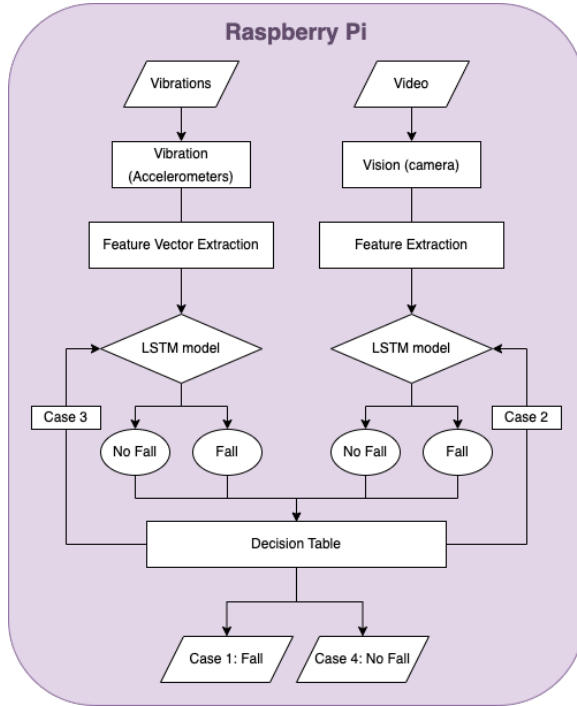 Raspberry Pi
Vibrations
Video
Vibration
(Accelerometers)
Vision (camera)
Feature Vector Extraction
Feature Extraction
LSTM model
LSTM model
Case 3
Case 2
No Fall
Fall
No Fall
Fall
Decision Table
Case 1: Fall
Case 4: No Fall